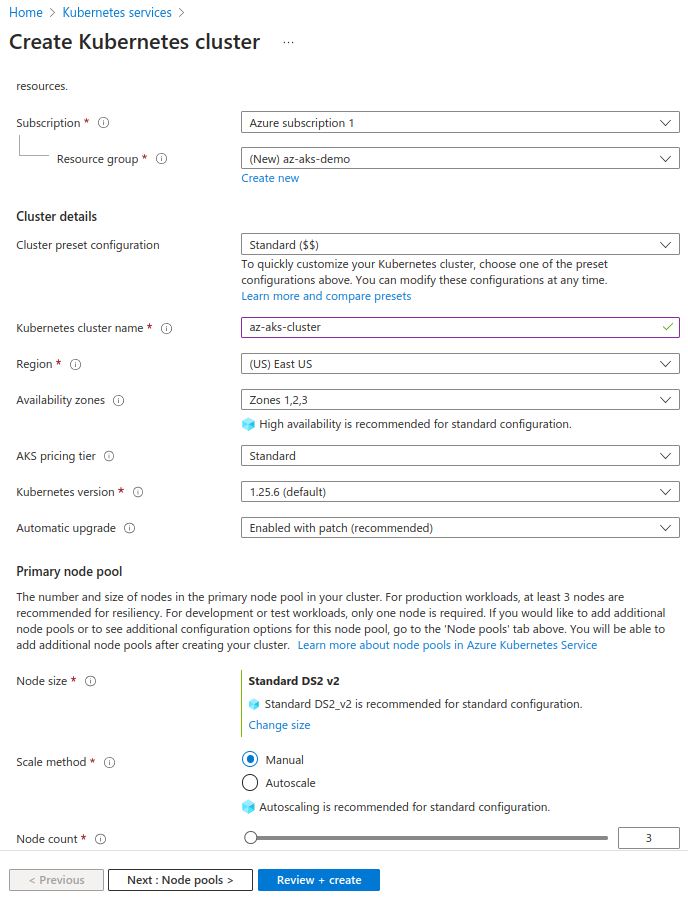 Home > Kubernetes services >
Create Kubernetes cluster ...
resources.
Subscription *
Azure subscription 1
Resource group *
(New) az-aks-demo
Create new
Cluster details
Cluster preset configuration
Standard ($$)
To quickly customize your Kubernetes cluster, choose one of the preset
configurations above. You can modify these configurations at any time.
Learn more and compare presets
Kubernetes cluster name *
az-aks-cluster
Region *
(US) East US
Availability zones
Zones 1,2,3
High availability is recommended for standard configuration.
AKS pricing tier
Standard
Kubernetes version *
1.25.6 (default)
Automatic upgrade
Enabled with patch (recommended)
Primary node pool
The number and size of nodes in the primary node pool in your cluster. For production workloads, at least 3 nodes are
recommended for resiliency. For development or test workloads, only one node is required. If you would like to add additional
node pools or to see additional configuration options for this node pool, go to the 'Node pools' tab above. You will be able to
add additional node pools after creating your cluster. Learn more about node pools in Azure Kubernetes Service
Node size *
Standard DS2 v2
Standard DS2_v2 is recommended for standard configuration.
Change size
Scale method *
Manual
Autoscale
Autoscaling is recommended for standard configuration.
Node count *
3
< Previous
Next : Node pools >
Review + create